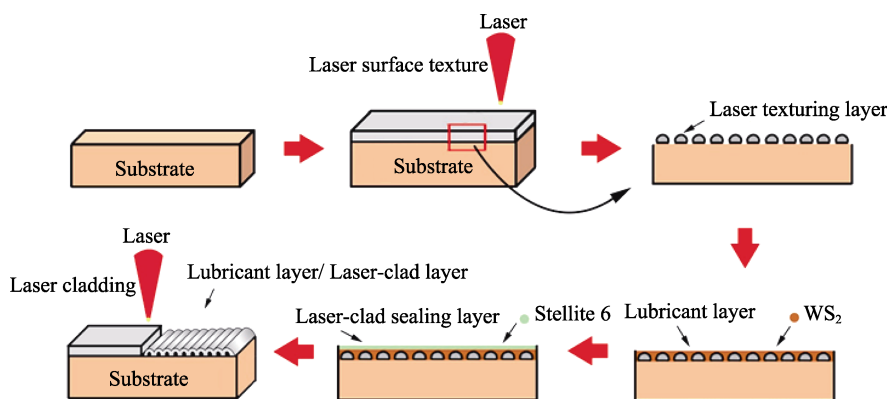 Laser
Laser surface texture
Substrate
Substrate
Laser texturing layer
Laser
Laser cladding
Lubricant layer/ Laser-clad layer
Substrate
Laser-clad sealing layer
Stellite 6
Lubricant layer
WS₂